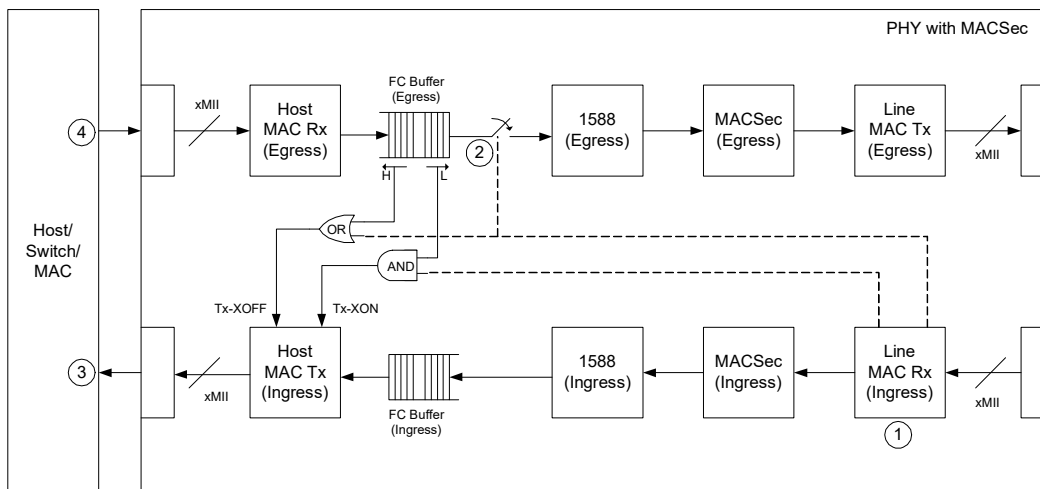 PHY with MACSec
FC Buffer
(Egress)
xMII
Host
MAC Rx
(Egress)
1588
(Egress)
MACSec
(Egress)
Line
MAC Tx
(Egress)
xMII
4
2
H
L
OR
AND
Host/
Switch/
MAC
Tx-XOFF
Tx-XON
3
xMII
Host
MAC Tx
(Ingress)
FC Buffer
(Ingress)
1588
(Ingress)
MACSec
(Ingress)
Line
MAC Rx
(Ingress)
xMII
1